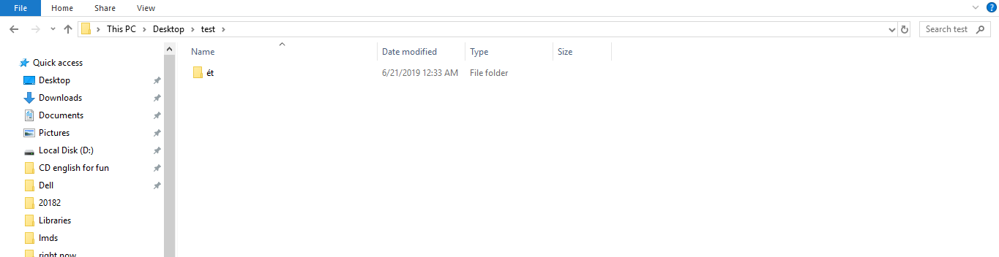 File Home Share View
This PC Desktop test Search test
Name Date modified Type Size
Quick access
ét 6/21/2019 12:33 AM File folder
Desktop
Downloads
Documents
Pictures
Local Disk (D:)
CD english for fun
Dell
20182
Libraries
lmds
right now